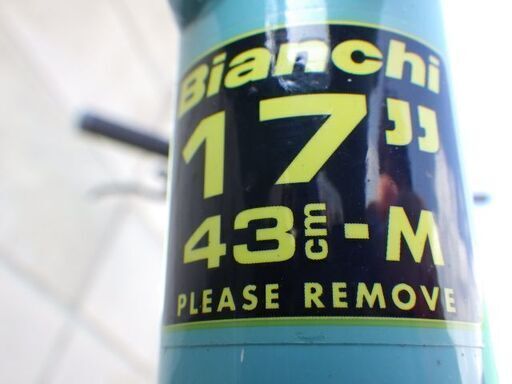 Bianchi
17”
43cm-M
PLEASE REMOVE